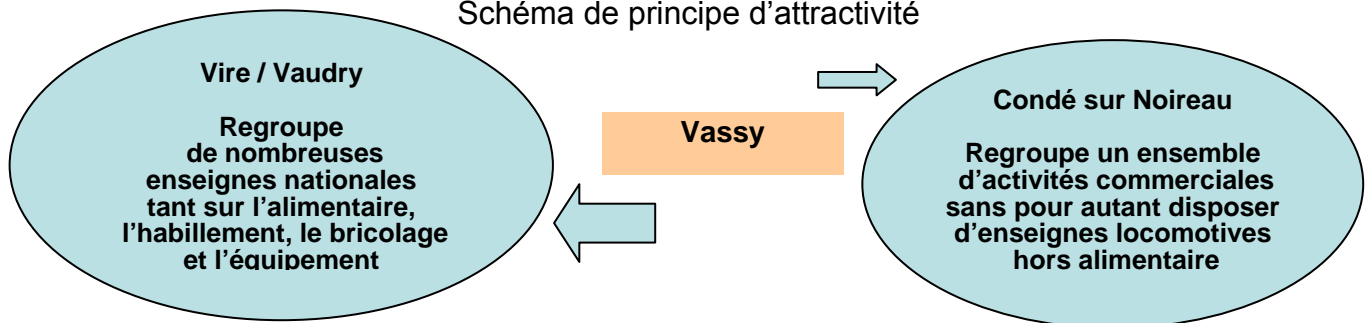 Schéma de principe d’attractivité
Vire / Vaudry
Regroupe
de nombreuses
enseignes nationales
tant sur l’alimentaire,
l’habillement, le bricolage
et l’équipement
Vassy
Condé sur Noireau
Regroupe un ensemble
d’activités commerciales
sans pour autant disposer
d’enseignes locomotives
hors alimentaire